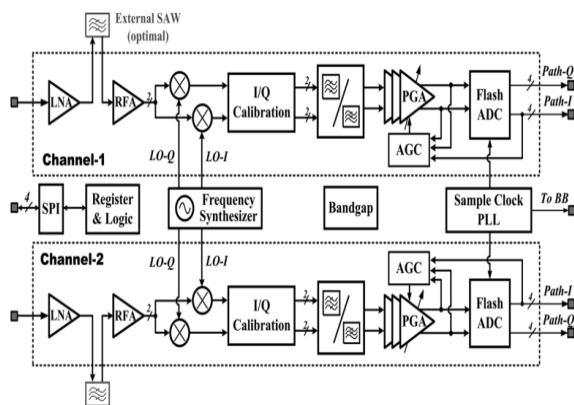 External SAW
(optimal)
LNA
RFA
2
I/Q
Calibration
2
2
PGA
AGC
Flash
ADC
4
Path-Q
4
Path-I
Channel-1
LO-Q
LO-I
4
SPI
Register
& Logic
Frequency
Synthesizer
Bandgap
Sample Clock
PLL
To BB
Channel-2
LO-Q
LO-I
LNA
RFA
2
I/Q
Calibration
2
2
AGC
PGA
Flash
ADC
4
Path-I
4
Path-Q